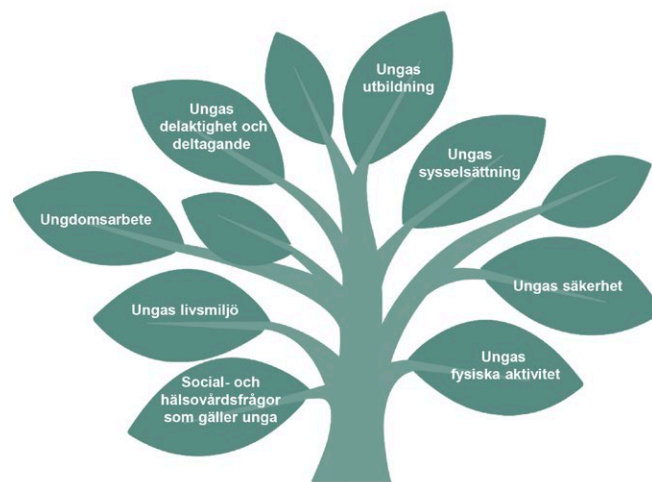 Ungas
utbildning
Ungas
delaktighet och
deltagande
Ungas
sysselsättning
Ungdomsarbete
Ungas säkerhet
Ungas livsmiljö
Ungas
fysiska aktivitet
Social- och
hälsovårdsfrågor
som gäller unga